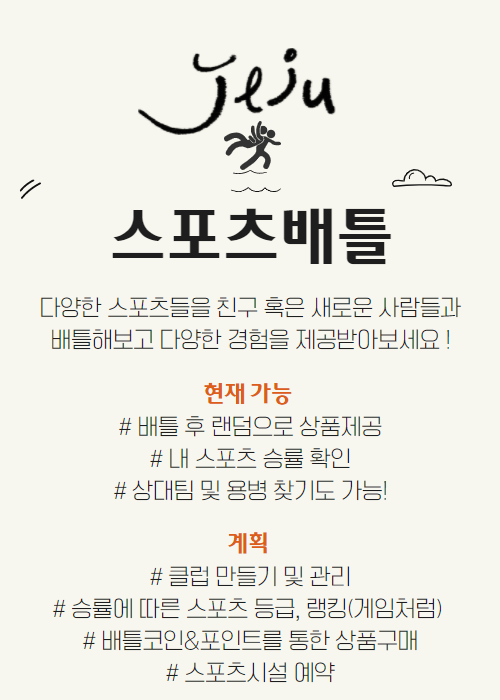 Jeju
스포츠배틀
다양한 스포츠들을 친구 혹은 새로운 사람들과
배틀해보고 다양한 경험을 제공받아보세요 !
현재 가능
# 배틀 후 랜덤으로 상품제공
# 내 스포츠 승률 확인
# 상대팀 및 용병 찾기도 가능!
계획
# 클럽 만들기 및 관리
# 승률에 따른 스포츠 등급, 랭킹(게임처럼)
# 배틀코인&포인트를 통한 상품구매
# 스포츠시설 예약